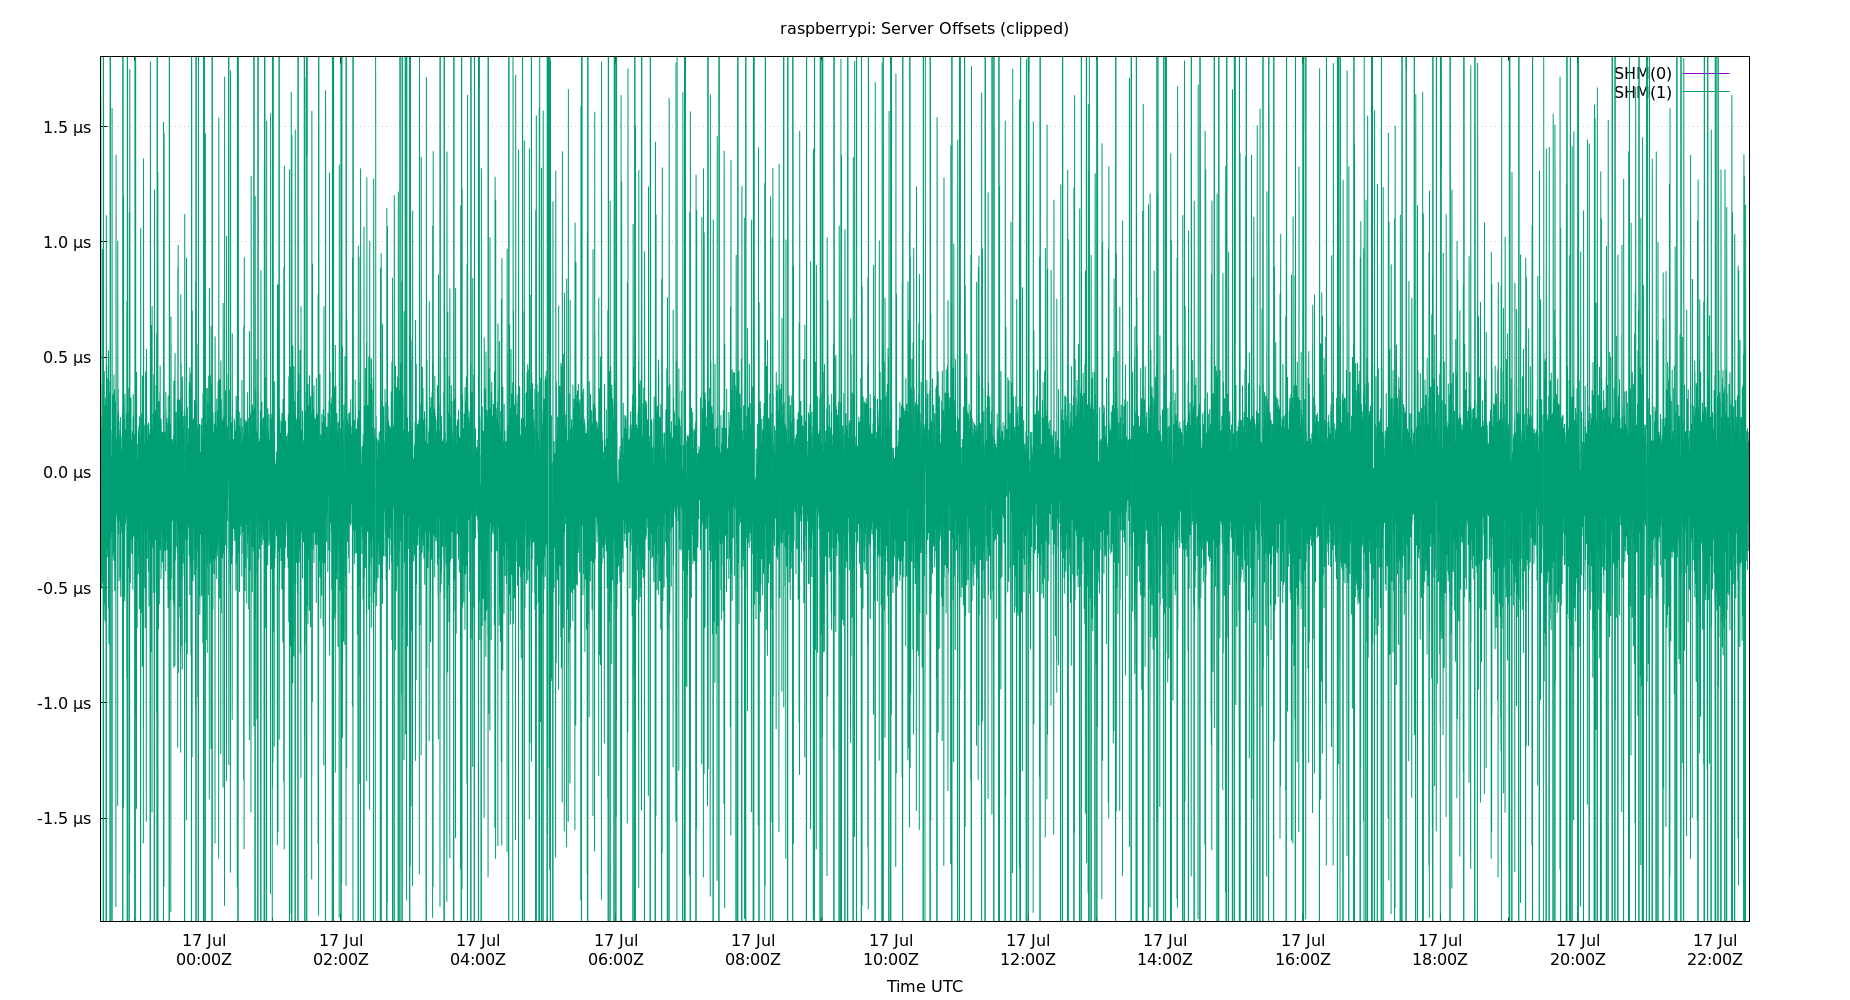 raspberrypi: Server Offsets (clipped)
SHM(0)
SHM(1)
1.5 µs
1.0 µs
0.5 µs
0.0 µs
-0.5 µs
-1.0 µs
-1.5 µs
17 Jul 17 Jul 17 Jul 17 Jul 17 Jul 17 Jul 17 Jul 17 Jul 17 Jul 17 Jul 17 Jul 17 Jul
00:00Z 02:00Z 04:00Z 06:00Z 08:00Z 10:00Z 12:00Z 14:00Z 16:00Z 18:00Z 20:00Z 22:00Z
Time UTC